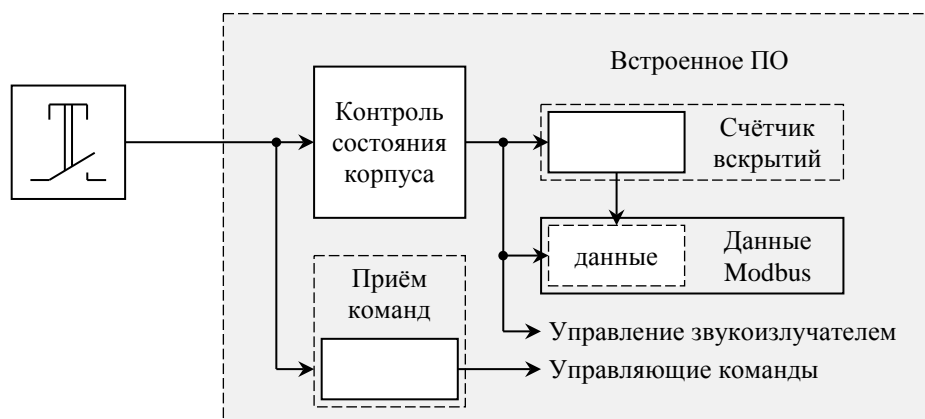 Встроенное ПО
Контроль
состояния
корпуса
Счётчик
вскрытий
данные
Данные
Modbus
Приём
команд
Управление звукоизлучателем
Управляющие команды